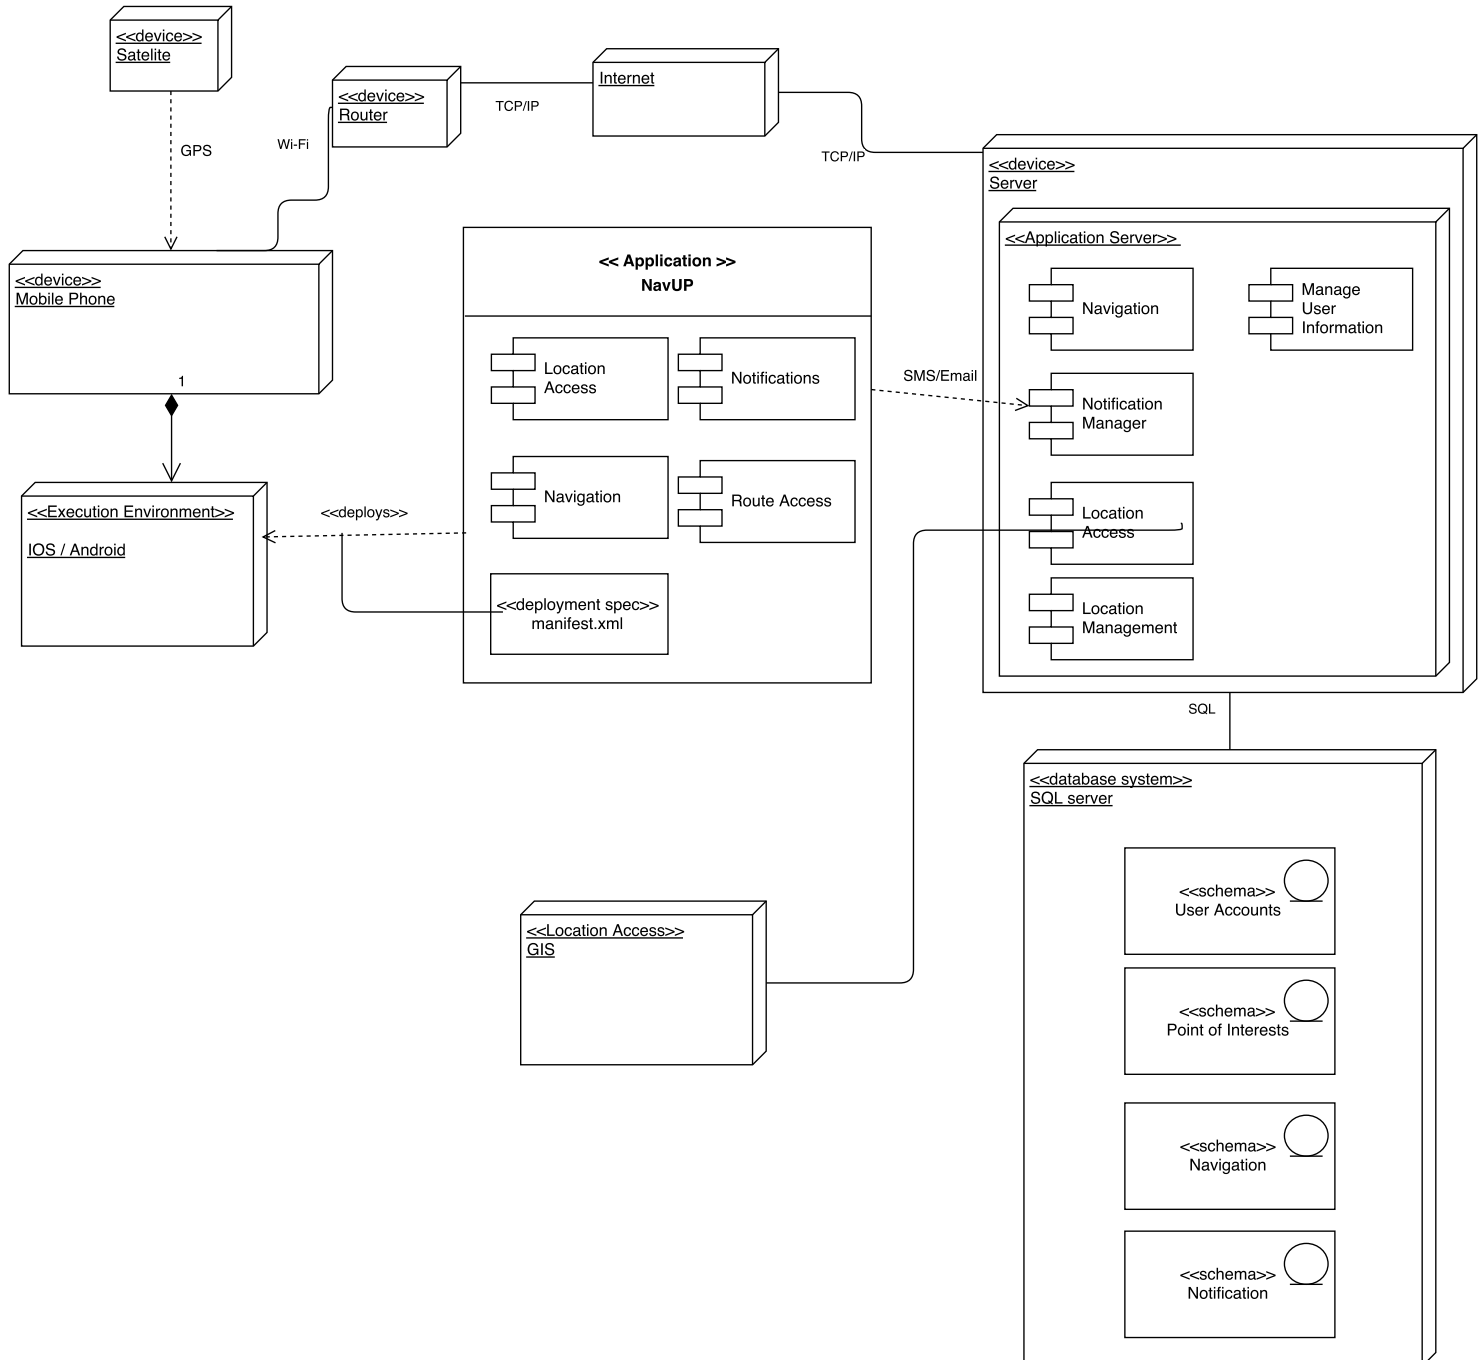 <<device>>
Satelite
GPS
<<device>>
Router
Wi-Fi
TCP/IP
Internet
TCP/IP
<<device>>
Mobile Phone
1
<<Execution Environment>>
IOS / Android
<<deploys>>
<< Application >>
NavUP
Location
Access
Notifications
Navigation
Route Access
<<deployment spec>>
manifest.xml
SMS/Email
<<device>>
Server
<<Application Server>>
Navigation
Manage
User
Information
Notification
Manager
Location
Access
Location
Management
SQL
<<database system>>
SQL server
<<schema>>
User Accounts
<<schema>>
Point of Interests
<<schema>>
Navigation
<<schema>>
Notification
<<Location Access>>
GIS